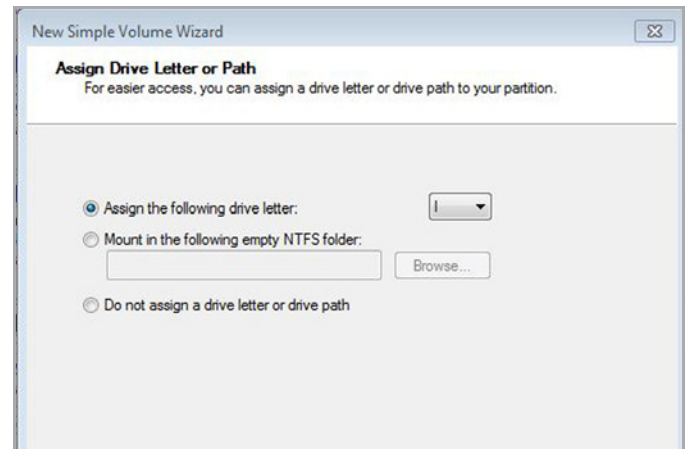 New Simple Volume Wizard
Assign Drive Letter or Path
For easier access, you can assign a drive letter or drive path to your partition.
Assign the following drive letter: I
Mount in the following empty NTFS folder:
Browse...
Do not assign a drive letter or drive path